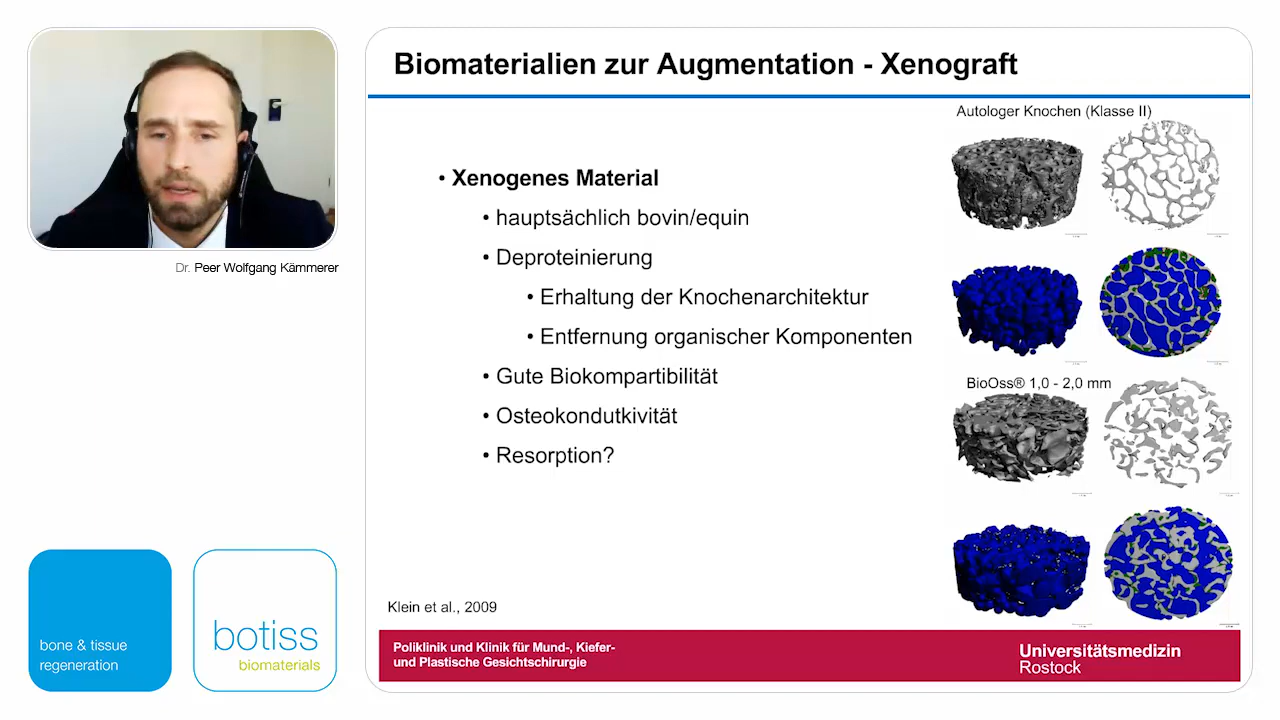 Biomaterialien zur Augmentation - Xenograft
Autologer Knochen (Klasse II)
• Xenogenes Material
• hauptsächlich bovin/equin
• Deproteinierung
• Erhaltung der Knochenarchitektur
• Entfernung organischer Komponenten
• Gute Biokompartibilität
• Osteokondutkivität
• Resorption?
BioOss® 1,0 - 2,0 mm
Klein et al., 2009
Poliklinik und Klinik für Mund-, Kiefer-
und Plastische Gesichtschirurgie
Universitätsmedizin
Rostock
Dr. Peer Wolfgang Kämmerer
bone & tissue
regeneration
botiss
biomaterials